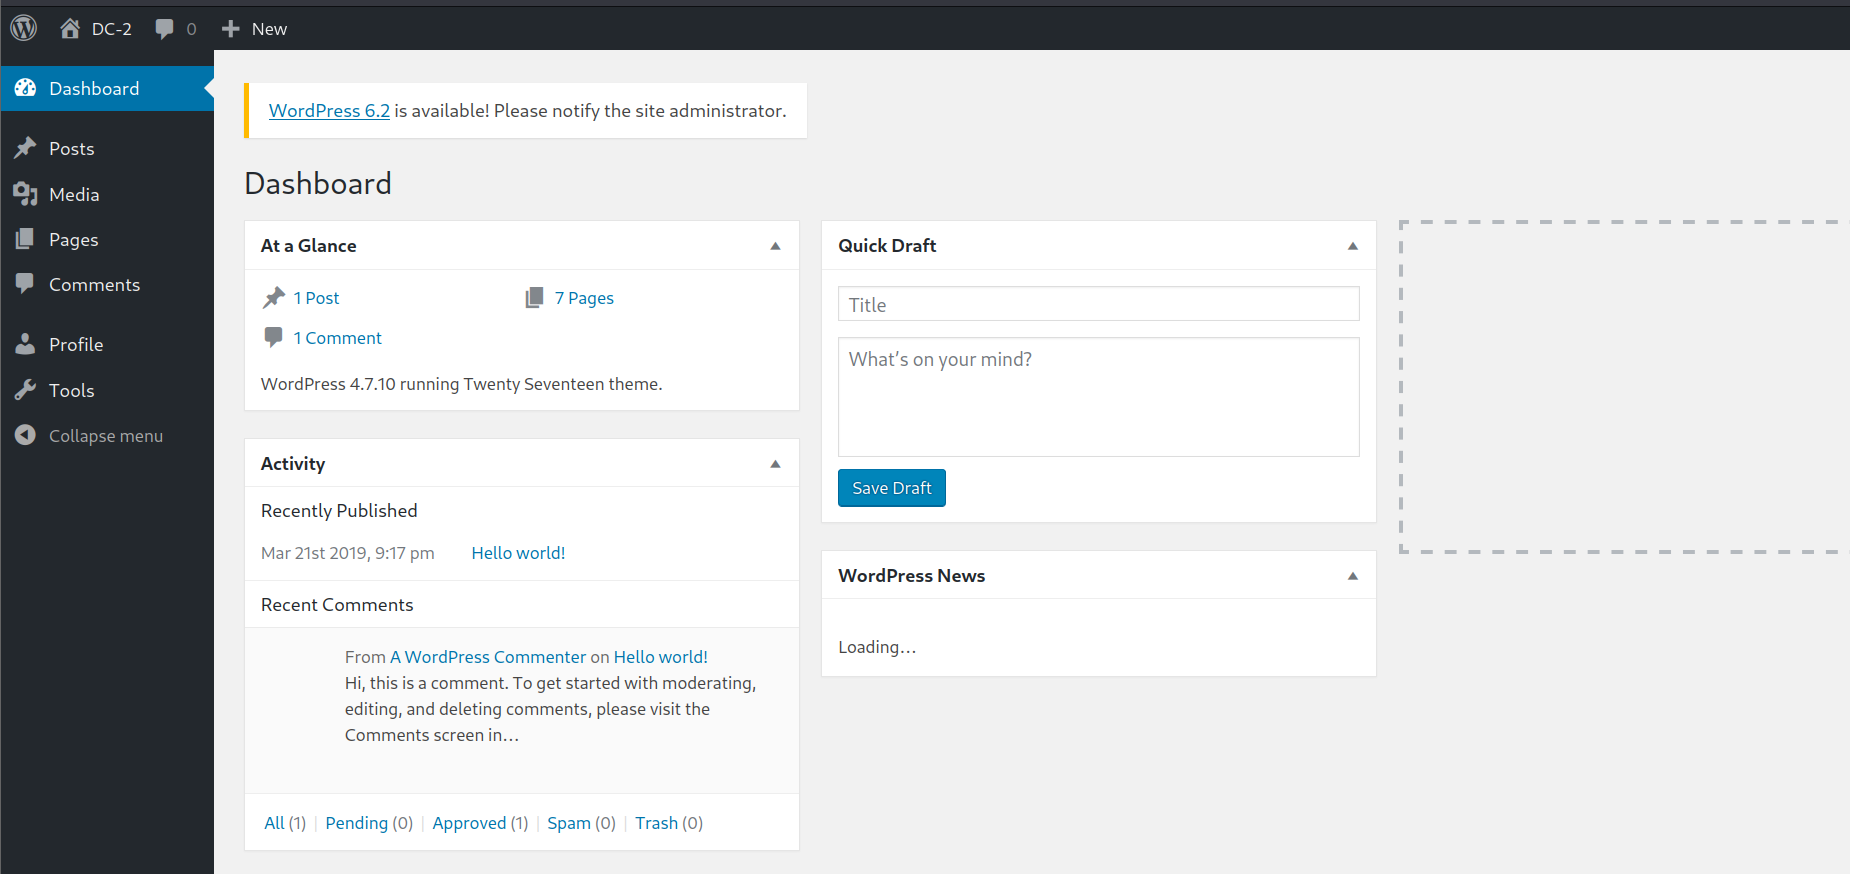 DC-2 0 New
Dashboard
Posts
Media
Pages
Comments
Profile
Tools
Collapse menu
WordPress 6.2 is available! Please notify the site administrator.
Dashboard
At a Glance
1 Post
7 Pages
1 Comment
WordPress 4.7.10 running Twenty Seventeen theme.
Activity
Recently Published
Mar 21st 2019, 9:17 pm Hello world!
Recent Comments
From A WordPress Commenter on Hello world!
Hi, this is a comment. To get started with moderating,
editing, and deleting comments, please visit the
Comments screen in…
All (1) | Pending (0) | Approved (1) | Spam (0) | Trash (0)
Quick Draft
Title
What’s on your mind?
Save Draft
WordPress News
Loading…